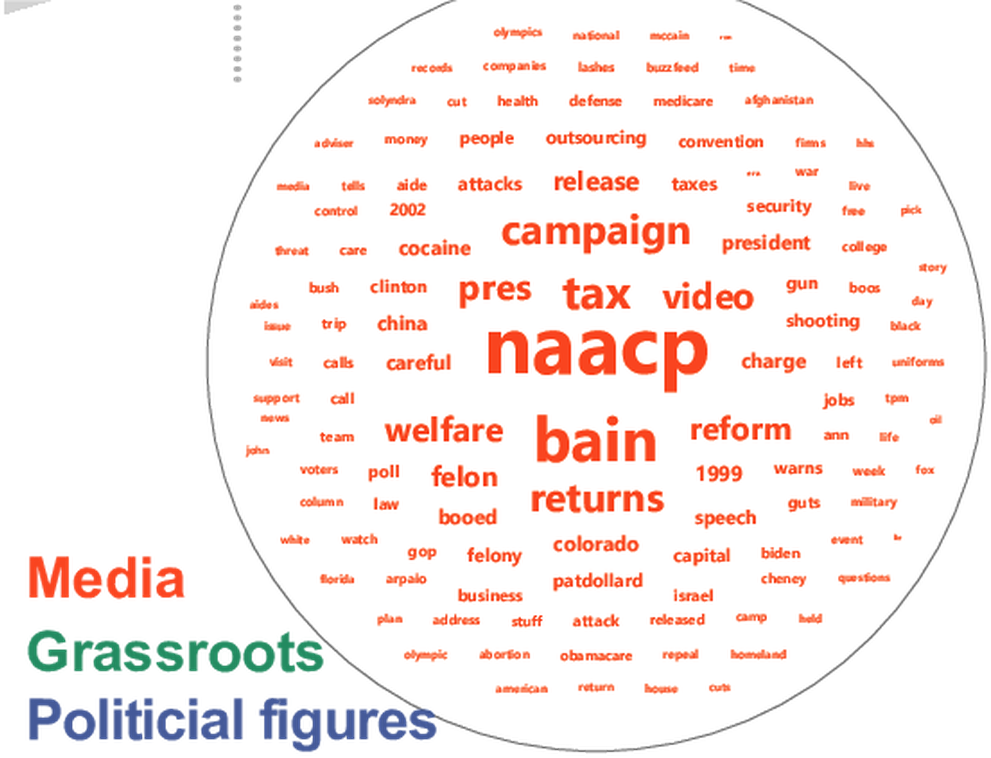 olympics national mccain
records companies lashes buzzfeed time
solyndra cut health defense medicare afghanistan
adviser money people outsourcing convention firms hhs
media tells aide attacks release taxes war live
control 2002 security free pick
campaign
threat care cocaine president college
story
bush clinton pres tax video gun boos
aides day
issue trip china shooting black
naacp
visit calls careful charge left uniforms
support call jobs tpm
news oil
team welfare bain reform ann life
john
voters poll felon 1999 warns week fox
column law returns guts military
booed speech
white watch colorado event
gop felony capital biden
florida arpaio patdollard cheney questions
business israel
plan address stuff attack released camp held
olympic abortion obamacare repeal homeland
american return house cuts
Media
Grassroots
Politicial figures